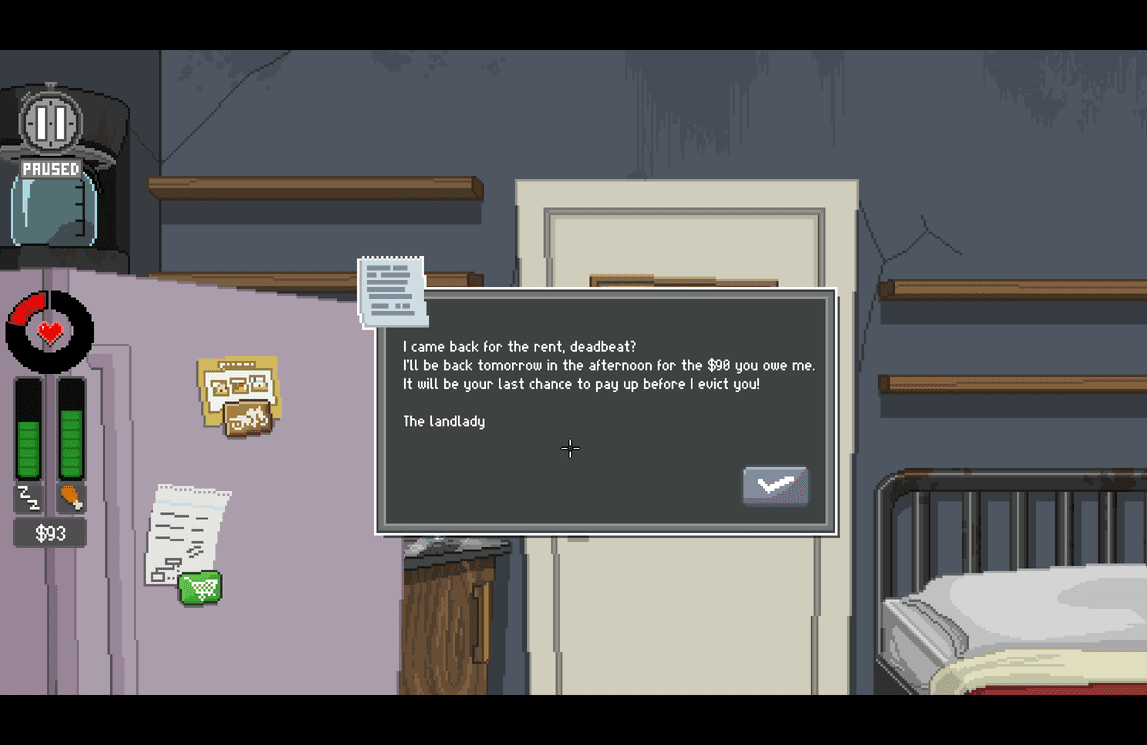 PAUSED
I came back for the rent, deadbeat?
I'll be back tomorrow in the afternoon for the $90 you owe me.
It will be your last chance to pay up before I evict you!
The landlady
zzz
$93